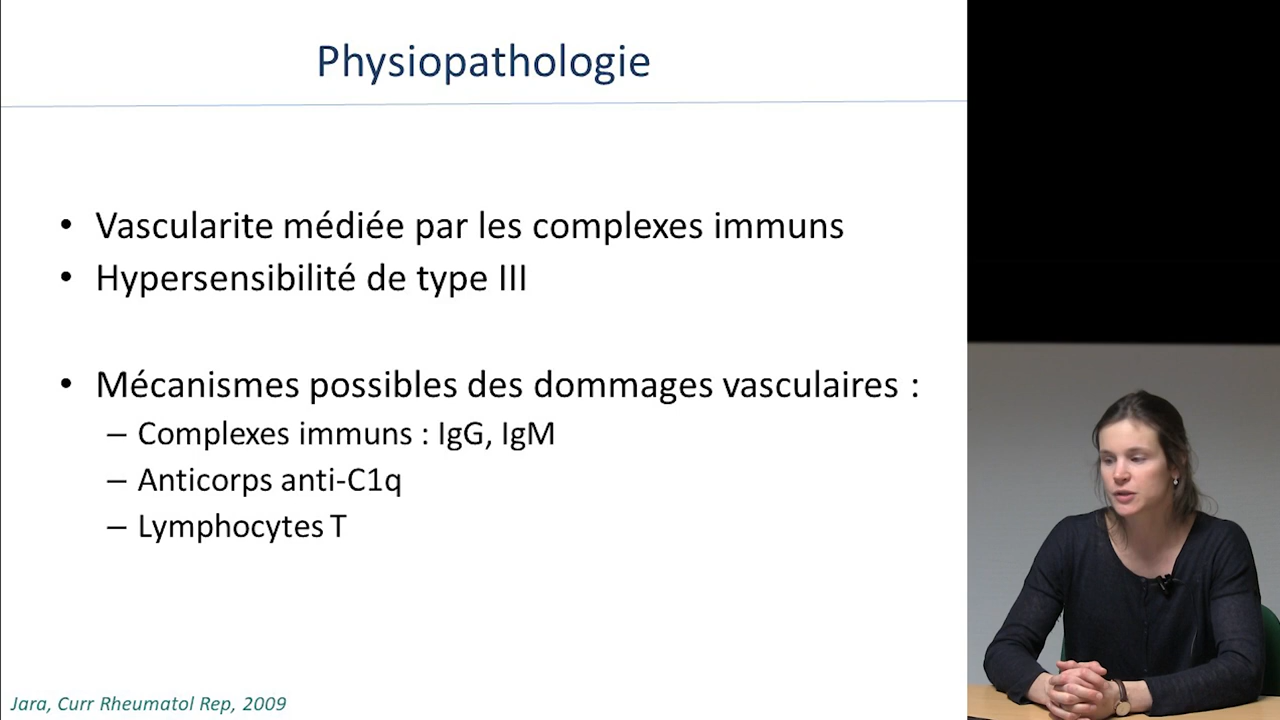 Physiopathologie
• Vascularite médiée par les complexes immuns
• Hypersensibilité de type III
• Mécanismes possibles des dommages vasculaires :
– Complexes immuns : IgG, IgM
– Anticorps anti-C1q
– Lymphocytes T
Jara, Curr Rheumatol Rep, 2009